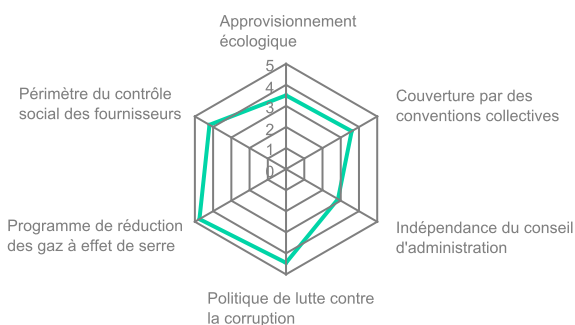 Approvisionnement
écologique
Périmètre du contrôle
social des fournisseurs
5
4
3
2
1
0
Couverture par des
conventions collectives
Programme de réduction
des gaz à effet de serre
Indépendance du conseil
d'administration
Politique de lutte contre
la corruption